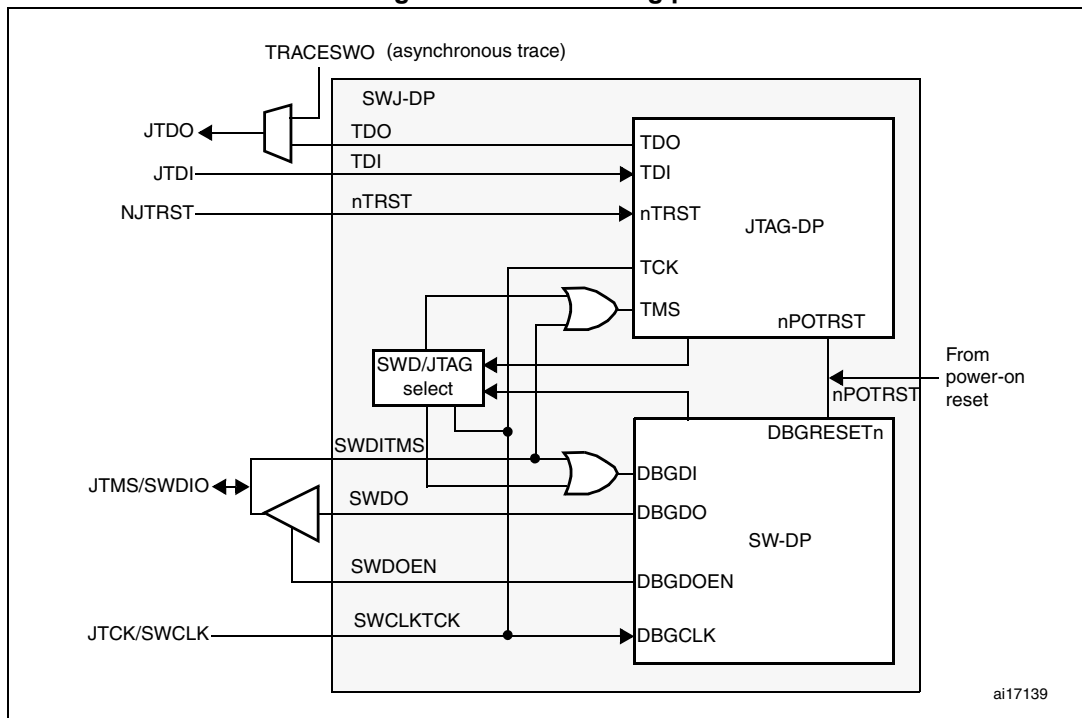 TRACESWO (asynchronous trace)
SWJ-DP
JTDO
TDO
TDO
JTDI
TDI
TDI
NJTRST
nTRST
nTRST
JTAG-DP
TCK
TMS
nPOTRST
SWD/JTAG
select
From
power-on
reset
nPOTRST
DBGRESETn
SWDITMS
DBGDI
JTMS/SWDIO
SWDO
DBGDO
SW-DP
SWDOEN
DBGDOEN
JTCK/SWCLK
SWCLKTCK
DBGCLK
ai17139